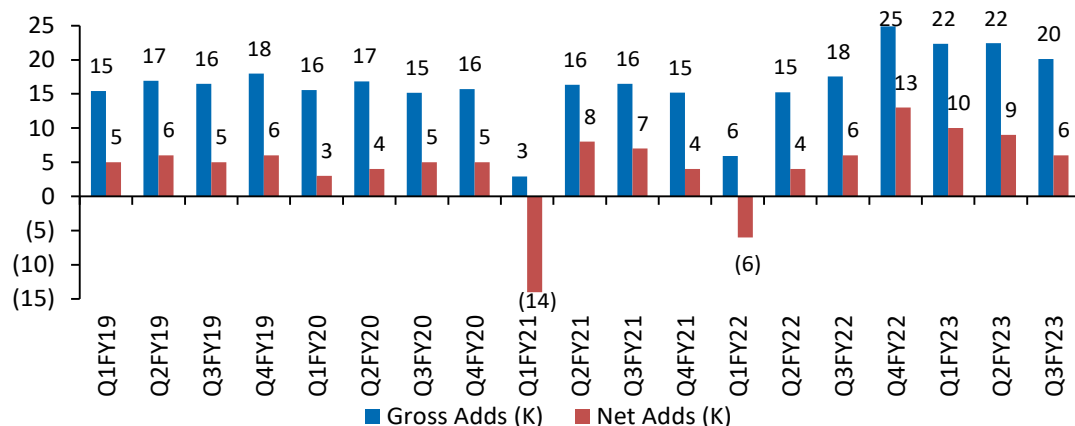 25
20
15
10
5
0
(5)
(10)
(15)
15 17 16 18 16 17 15 16 3 16 16 15 6 15 18 25 22 22 20
5 6 5 6 3 4 5 5 (14) 8 7 4 (6) 4 6 13 10 9 6
Q1FY19
Q2FY19
Q3FY19
Q4FY19
Q1FY20
Q2FY20
Q3FY20
Q4FY20
Q1FY21
Q2FY21
Q3FY21
Q4FY21
Q1FY22
Q2FY22
Q3FY22
Q4FY22
Q1FY23
Q2FY23
Q3FY23
Gross Adds (K) Net Adds (K)